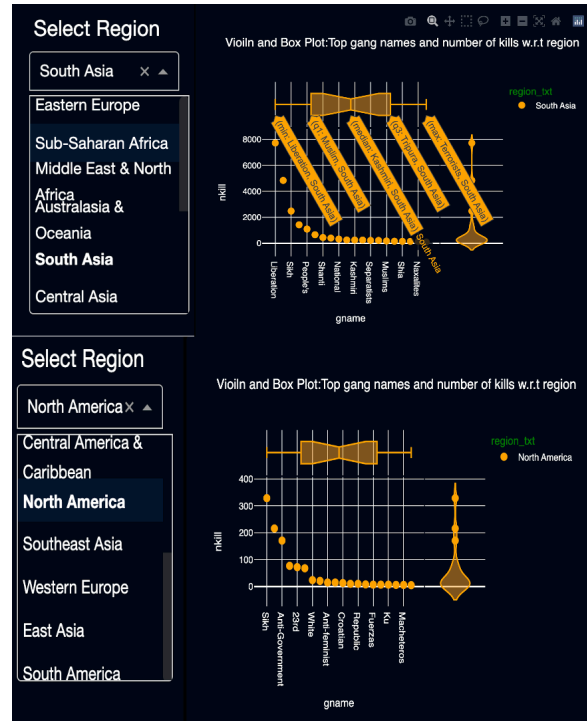 Select Region
South Asia
Eastern Europe
Sub-Saharan Africa
Middle East & North
Africa
Australasia &
Oceania
South Asia
Central Asia
Vioiln and Box Plot:Top gang names and number of kills w.r.t region
region_txt
South Asia
(min: Liberation, South Asia)
(q1: Muslim, South Asia)
(median: Kashmiri, South Asia) South Asia
(q3: Tripura, South Asia)
(max: Terrorists, South Asia)
nkill
8000
6000
4000
2000
0
Liberation
Sikh
People's
Shanti
National
Kashmiri
Separatists
Muslims
Shia
Naxalites
gname
Select Region
North America
Central America &
Caribbean
North America
Southeast Asia
Western Europe
East Asia
South America
Vioiln and Box Plot:Top gang names and number of kills w.r.t region
region_txt
North America
nkill
400
300
200
100
0
Sikh
Anti-Government
23rd
White
Anti-feminist
Croatian
Republic
Fuerzas
Ku
Macheteros
gname